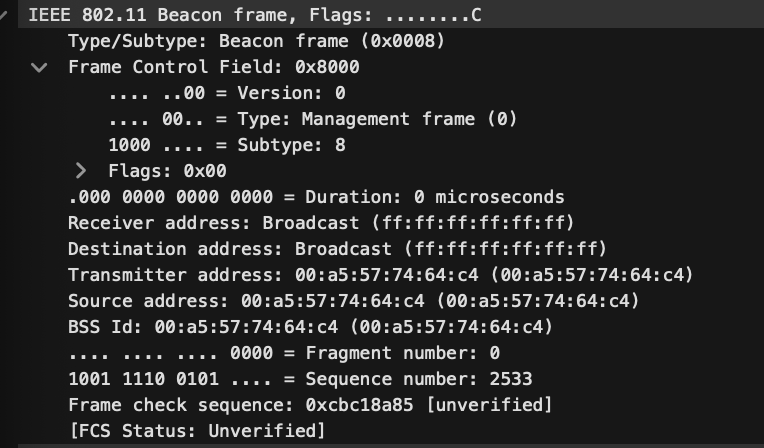 IEEE 802.11 Beacon frame, Flags: ........C
Type/Subtype: Beacon frame (0x0008)
Frame Control Field: 0x8000
.... ..00 = Version: 0
.... 00.. = Type: Management frame (0)
1000 .... = Subtype: 8
Flags: 0x00
.000 0000 0000 0000 = Duration: 0 microseconds
Receiver address: Broadcast (ff:ff:ff:ff:ff:ff)
Destination address: Broadcast (ff:ff:ff:ff:ff:ff)
Transmitter address: 00:a5:57:74:64:c4 (00:a5:57:74:64:c4)
Source address: 00:a5:57:74:64:c4 (00:a5:57:74:64:c4)
BSS Id: 00:a5:57:74:64:c4 (00:a5:57:74:64:c4)
.... .... .... 0000 = Fragment number: 0
1001 1110 0101 .... = Sequence number: 2533
Frame check sequence: 0xcbc18a85 [unverified]
[FCS Status: Unverified]